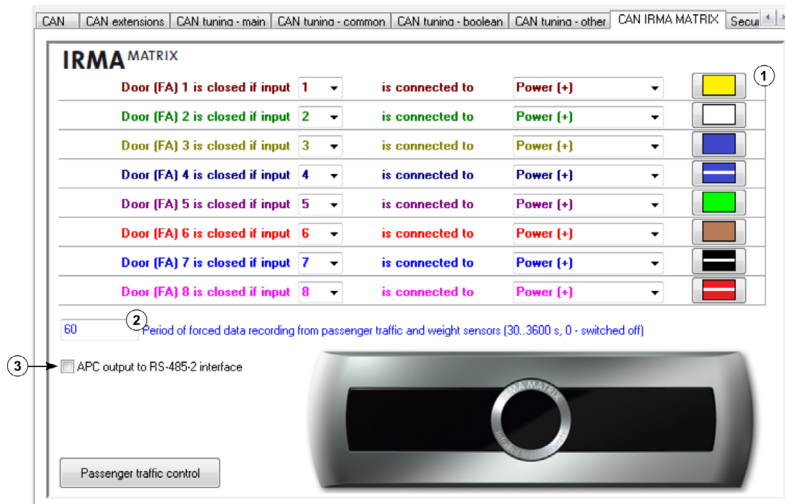 CAN CAN extensions CAN tuning - main CAN tuning - common CAN tuning - boolean CAN tuning - other CAN IRMA MATRIX Secu
IRMA MATRIX
1
Door (FA) 1 is closed if input 1 is connected to Power (+)
Door (FA) 2 is closed if input 2 is connected to Power (+)
Door (FA) 3 is closed if input 3 is connected to Power (+)
Door (FA) 4 is closed if input 4 is connected to Power (+)
Door (FA) 5 is closed if input 5 is connected to Power (+)
Door (FA) 6 is closed if input 6 is connected to Power (+)
Door (FA) 7 is closed if input 7 is connected to Power (+)
Door (FA) 8 is closed if input 8 is connected to Power (+)
2
60 Period of forced data recording from passenger traffic and weight sensors (30..3600 s, 0 - switched off)
3 APC output to RS-485-2 interface
IRMA MATRIX
Passenger traffic control